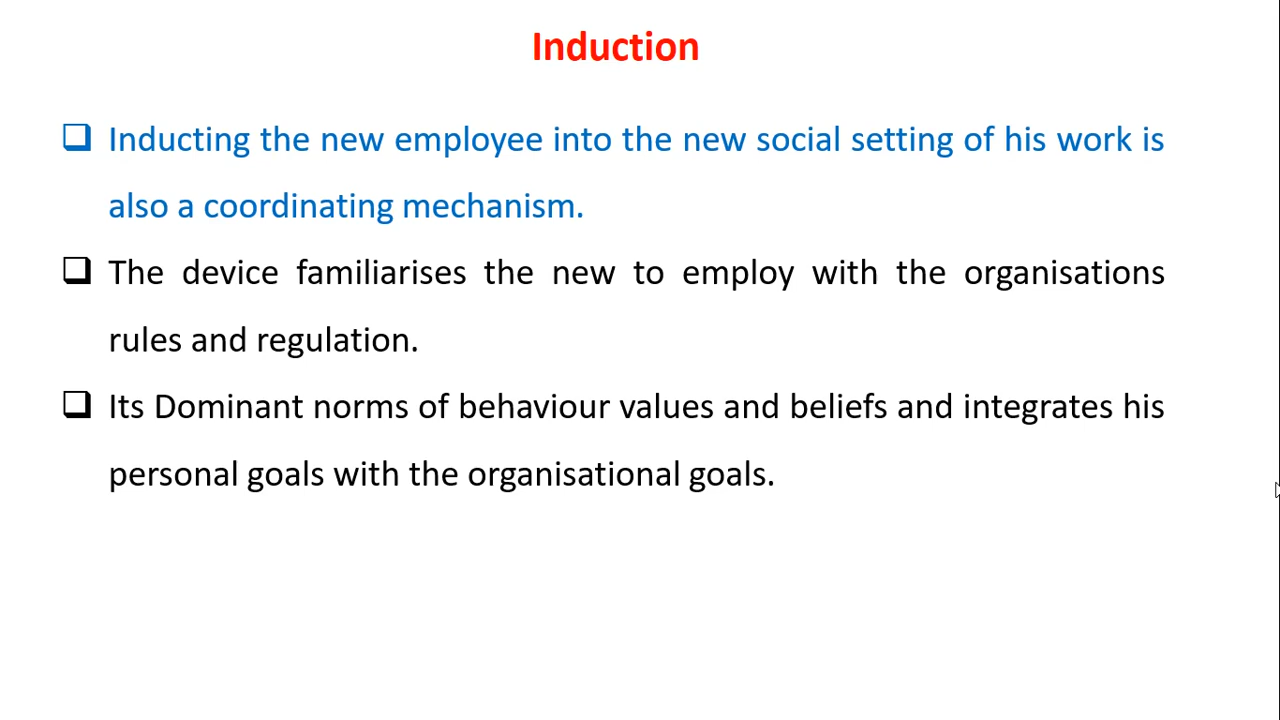 Induction
Inducting the new employee into the new social setting of his work is
also a coordinating mechanism.
The device familiarises the new to employ with the organisations
rules and regulation.
Its Dominant norms of behaviour values and beliefs and integrates his
personal goals with the organisational goals.